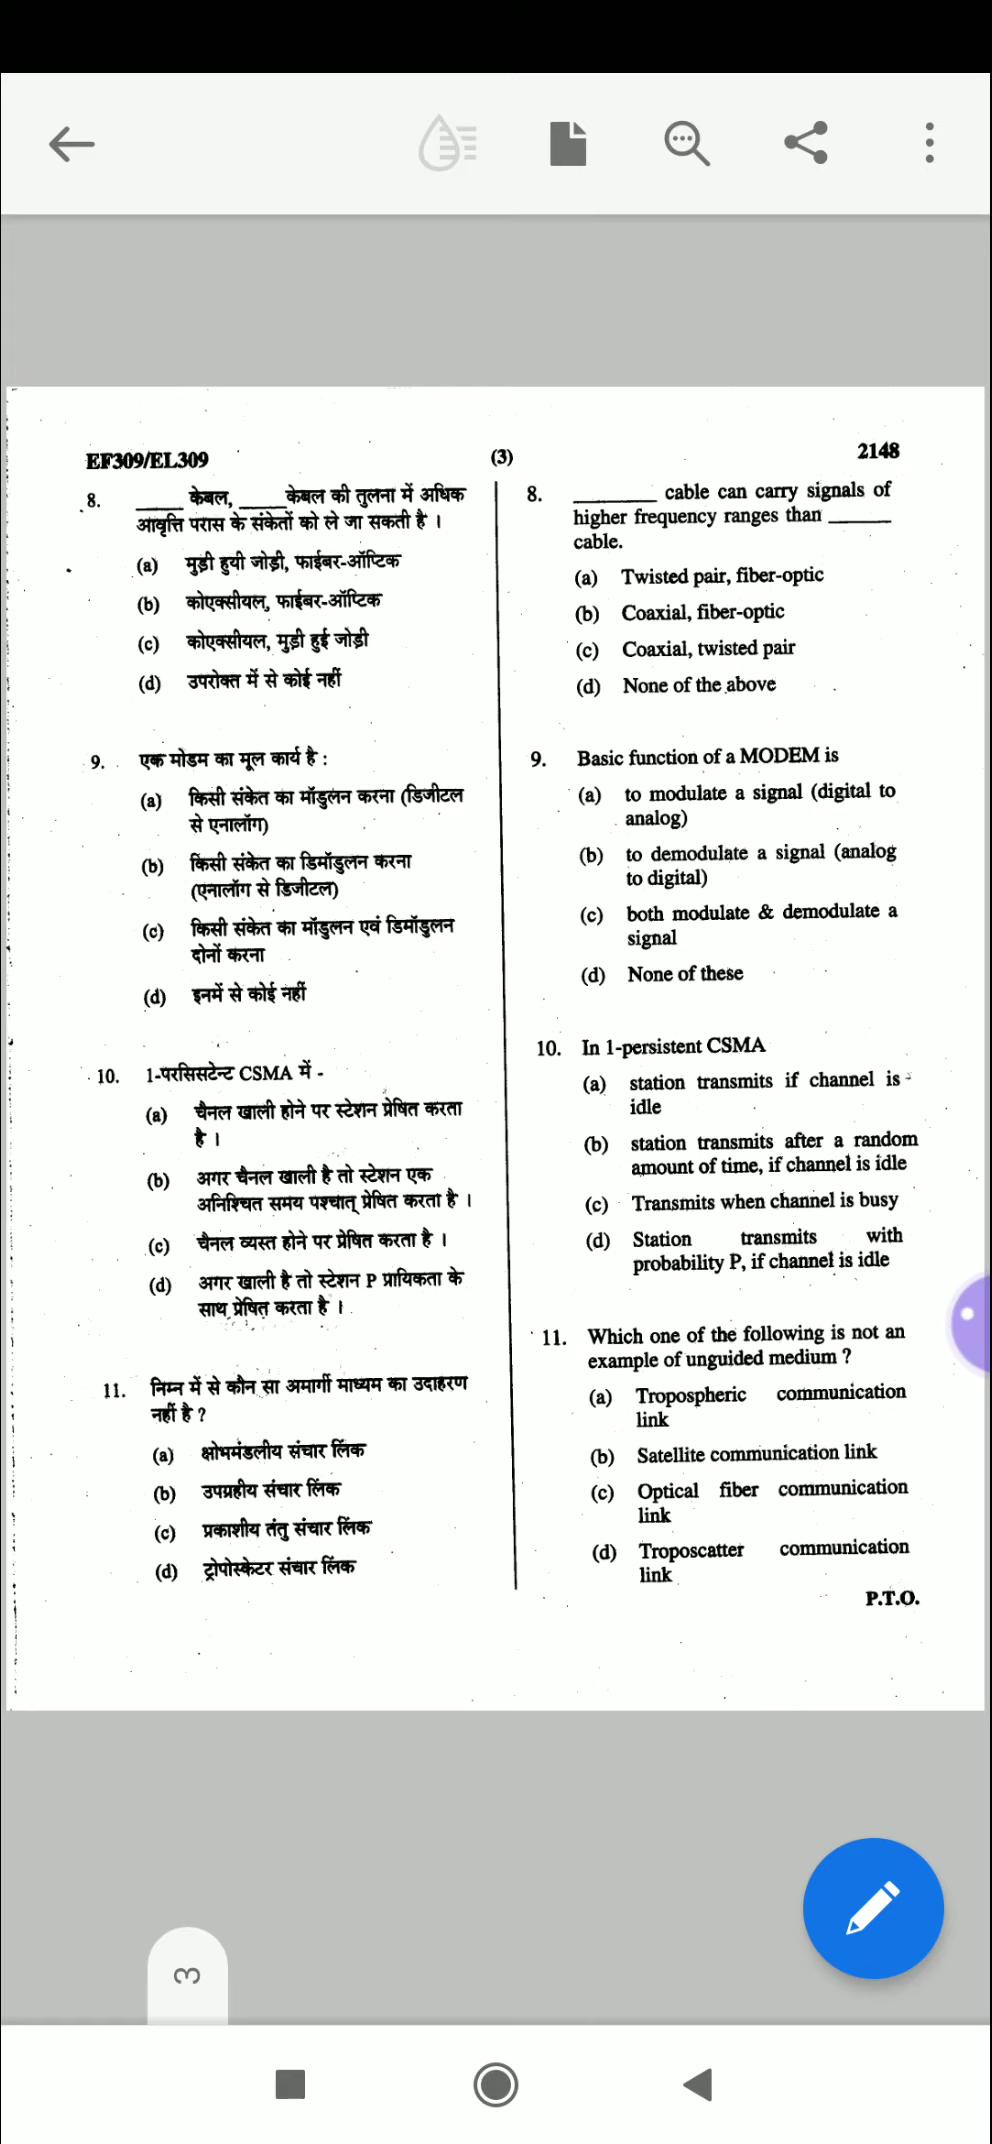 EF309/EL309 (3) 2148
8. _____ केबल, _____केबल की तुलना में अधिक
आवृत्ति परास के संकेतों को ले जा सकती है ।
(a) मुड़ी हुयी जोड़ी, फाईबर-ऑप्टिक
(b) कोएक्सीयल, फाईबर-ऑप्टिक
(c) कोएक्सीयल, मुड़ी हुई जोड़ी
(d) उपरोक्त में से कोई नहीं
9. एक मोडम का मूल कार्य है :
(a) किसी संकेत का मॉडुलन करना (डिजीटल
से एनालॉग)
(b) किसी संकेत का डिमॉडुलन करना
(एनालॉग से डिजीटल)
(c) किसी संकेत का मॉडुलन एवं डिमॉडुलन
दोनों करना
(d) इनमें से कोई नहीं
10. 1-परसिसटेन्ट CSMA में -
(a) चैनल खाली होने पर स्टेशन प्रेषित करता
है ।
(b) अगर चैनल खाली है तो स्टेशन एक
अनिश्चित समय पश्चात् प्रेषित करता है ।
(c) चैनल व्यस्त होने पर प्रेषित करता है ।
(d) अगर खाली है तो स्टेशन P प्रायिकता के
साथ प्रेषित करता है ।
11. निम्न में से कौन सा अमार्गी माध्यम का उदाहरण
नहीं है ?
(a) क्षोभमंडलीय संचार लिंक
(b) उपग्रहीय संचार लिंक
(c) प्रकाशीय तंतु संचार लिंक
(d) ट्रोपोस्केटर संचार लिंक
8. ________ cable can carry signals of
higher frequency ranges than ______
cable.
(a) Twisted pair, fiber-optic
(b) Coaxial, fiber-optic
(c) Coaxial, twisted pair
(d) None of the above
9. Basic function of a MODEM is
(a) to modulate a signal (digital to
analog)
(b) to demodulate a signal (analog
to digital)
(c) both modulate & demodulate a
signal
(d) None of these
10. In 1-persistent CSMA
(a) station transmits if channel is
idle
(b) station transmits after a random
amount of time, if channel is idle
(c) Transmits when channel is busy
(d) Station transmits with
probability P, if channel is idle
11. Which one of the following is not an
example of unguided medium ?
(a) Tropospheric communication
link
(b) Satellite communication link
(c) Optical fiber communication
link
(d) Troposcatter communication
link
P.T.O.
3